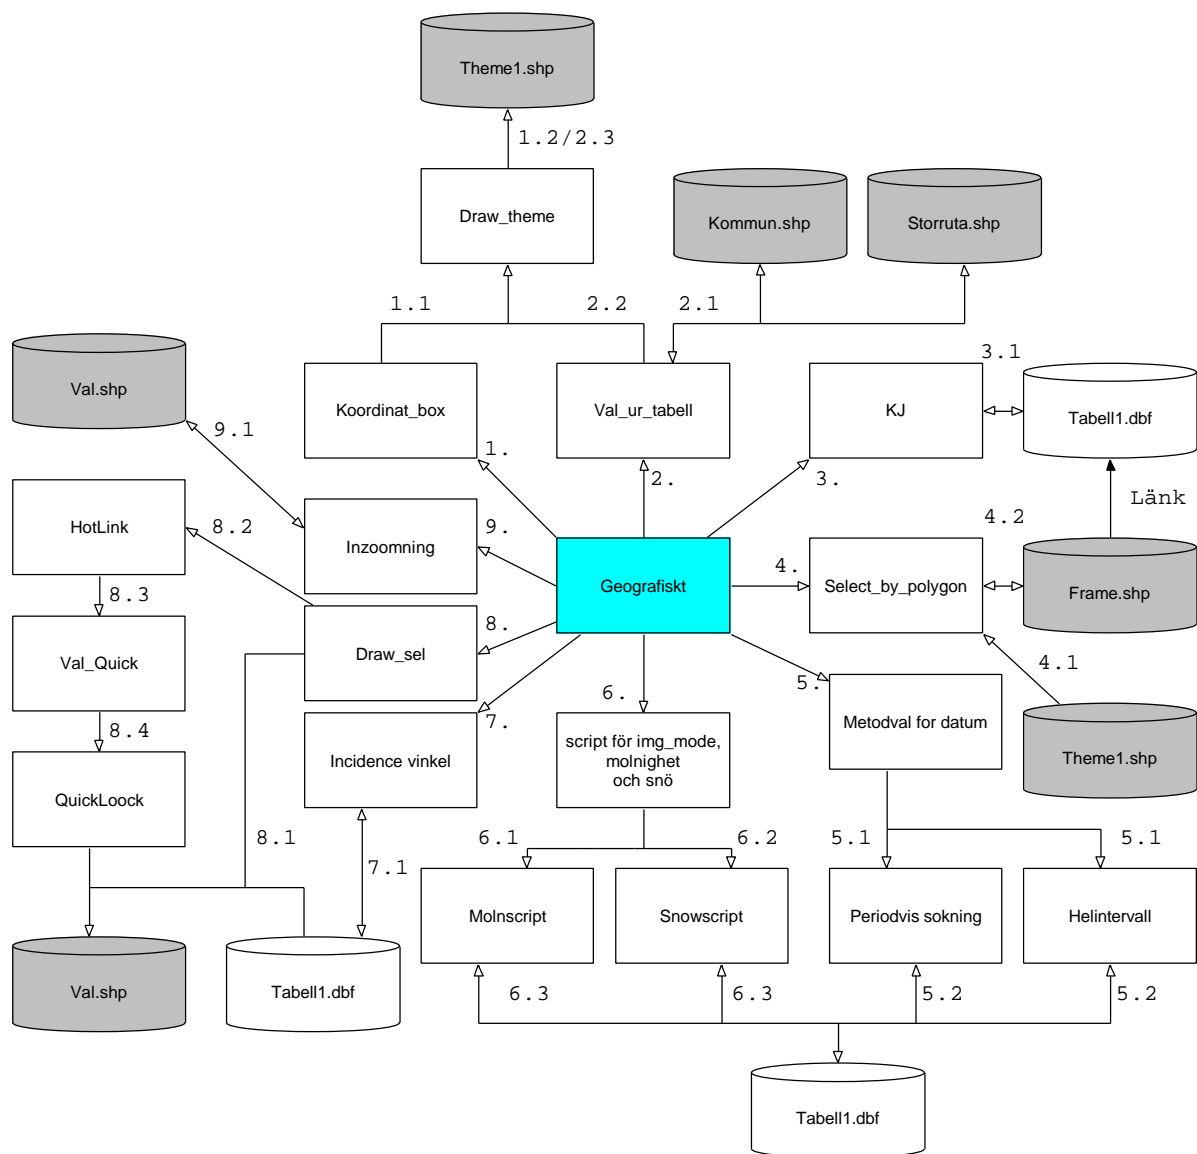 Theme1.shp
1.2/2.3
Draw_theme
Kommun.shp
Storruta.shp
1.1
2.2
2.1
3.1
Val.shp
Koordinat_box
Val_ur_tabell
KJ
Tabell1.dbf
9.1
1.
2.
3.
Länk
HotLink
8.2
Inzoomning
9.
Geografiskt
4.
Select_by_polygon
4.2
Frame.shp
8.3
Val_Quick
Draw_sel
8.
4.1
8.4
6.
5.
Metodval for datum
7.
QuickLoock
Incidence vinkel
script för img_mode,
molnighet
och snö
Theme1.shp
8.1
7.1
6.1
6.2
5.1
5.1
Molnscript
Snowscript
Periodvis sokning
Helintervall
Val.shp
Tabell1.dbf
6.3
6.3
5.2
5.2
Tabell1.dbf